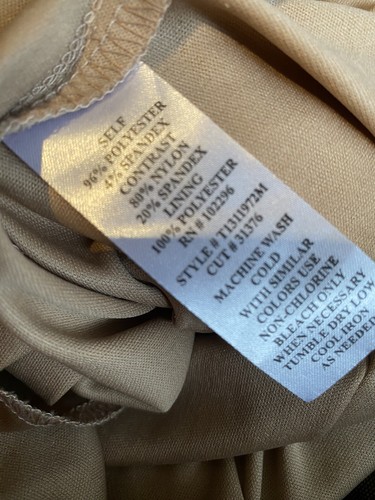 SELF
96% POLYESTER
4% SPANDEX
CONTRAST
80% NYLON
20% SPANDEX
LINING
100% POLYESTER
RN # 102296
STYLE # T1311972M
CUT # 31376
MACHINE WASH
COLD
WITH SIMILAR
COLORS USE
NON-CHLORINE
BLEACH ONLY
WHEN NECESSARY
TUMBLE DRY LOW
COOL IRON
AS NEEDED